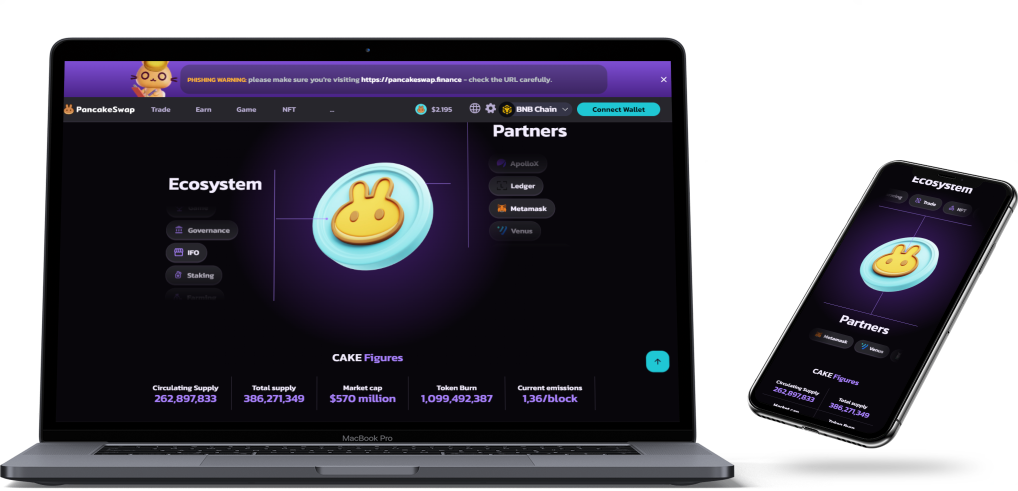 PHISHING WARNING: please make sure you're visiting https://pancakeswap.finance - check the URL carefully.
PancakeSwap Trade Earn Game NFT ... $2.195 BNB Chain Connect Wallet
Partners
ApolloX
Ledger
Metamask
Venus
Ecosystem
Governance
IFO
Staking
CAKE Figures
Circulating Supply Total supply Market cap Token Burn Current emissions
262,897,833 386,271,349 $570 million 1,099,492,387 1,36/block
MacBook Pro
Ecosystem
Trade NFT
Partners
Metamask Venus
CAKE Figures
Circulating Supply Total supply
262,897,833 386,271,349
Market cap Token Burn